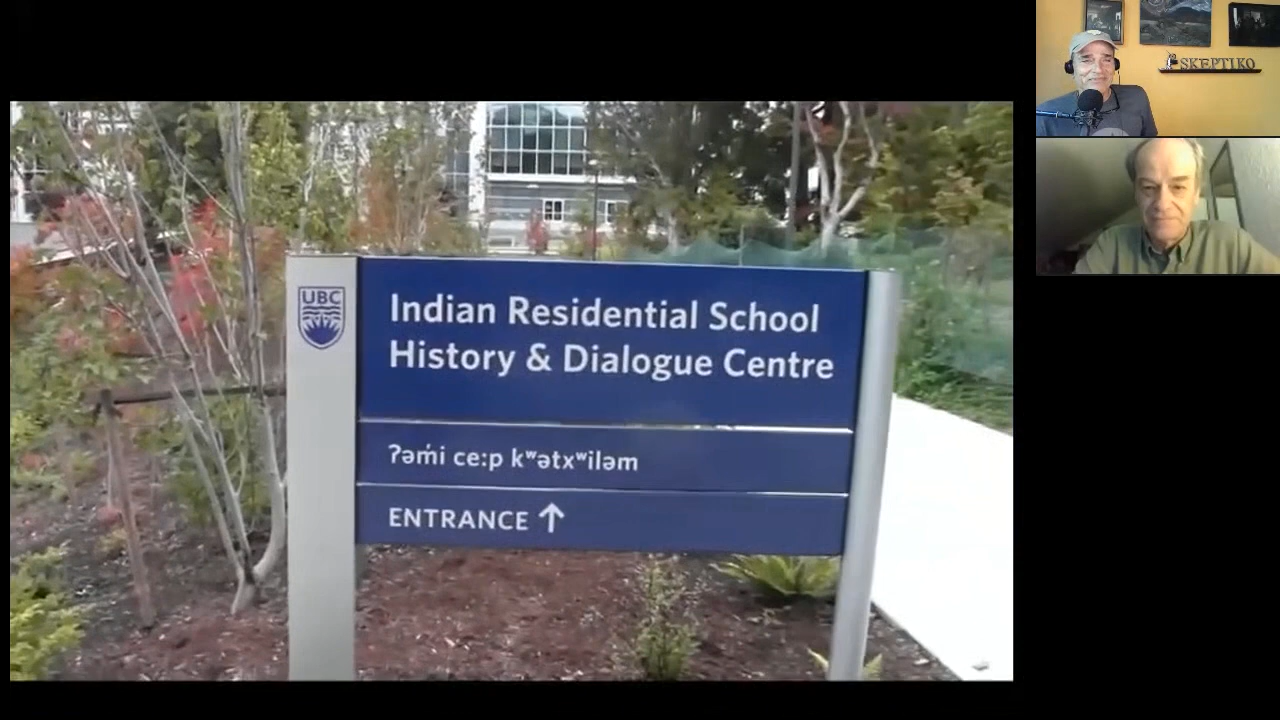 UBC
Indian Residential School
History & Dialogue Centre
ʔəm̓i ce:p kʷətxʷiləm
ENTRANCE ↑
SKEPTIKO